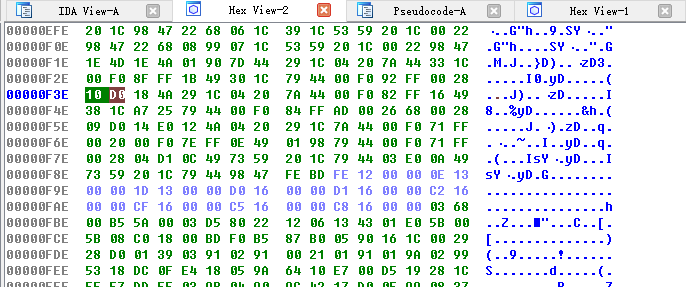 IDA View-A Hex View-2 Pseudocode-A Hex View-1
00000EFE 20 1C 98 47 22 68 06 1C 39 1C 53 59 20 1C 00 22 ..G"h..9.SY .."
00000F0E 98 47 22 68 06 1C 39 1C 53 59 20 1C 00 22 98 47 .G"h..9.SY ..".G
00000F1E 1E 4D 1E 4A 01 90 7D 44 29 1C 04 20 7A 44 33 1C .M.J..}D).. zD3.
00000F2E 00 F0 8F FF 1B 49 30 1C 79 44 00 F0 92 FF 00 28 .....I0.yD.....(
00000F3E 10 D0 18 4A 29 1C 04 20 7A 44 00 F0 82 FF 16 49 ...J).. zD.....I
00000F4E 38 1C A7 25 79 44 00 F0 84 FF AD 00 26 68 00 28 8..%yD......&h.(
00000F5E 09 D0 14 E0 12 4A 04 20 29 1C 7A 44 00 F0 71 FF .....J. ).zD..q.
00000F6E 00 20 00 F0 7E FF 0E 49 01 98 79 44 00 F0 71 FF . ..~..I..yD..q.
00000F7E 00 28 04 D1 0C 49 73 59 20 1C 79 44 03 E0 0A 49 .(...IsY .yD...I
00000F8E 73 59 20 1C 79 44 98 47 FE BD FE 12 00 00 0E 13 sY .yD.G........
00000F9E 00 00 1D 13 00 00 D0 16 00 00 D1 16 00 00 C2 16 ................
00000FAE 00 00 CF 16 00 00 C5 16 00 00 C8 16 00 00 03 68 ...............h
00000FBE 00 B5 5A 00 03 D5 80 22 12 06 13 43 01 E0 5B 00
00000FCE 5B 08 C0 18 00 BD F0 B5 87 B0 05 90 16 1C 00 29 [..............)
00000FDE 28 D0 01 39 03 91 02 91 00 21 01 91 01 9A 02 99 (..9.....!......
00000FEE 53 18 DC 0F E4 18 05 9A 64 10 E7 00 D5 19 28 1C S.......d.....(.